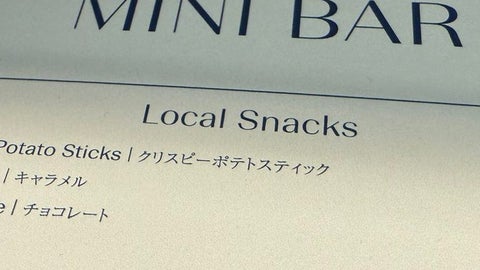 MINI BAR
Local Snacks
Potato Sticks | クリスピーポテトスティック
| キャラメル
| チョコレート